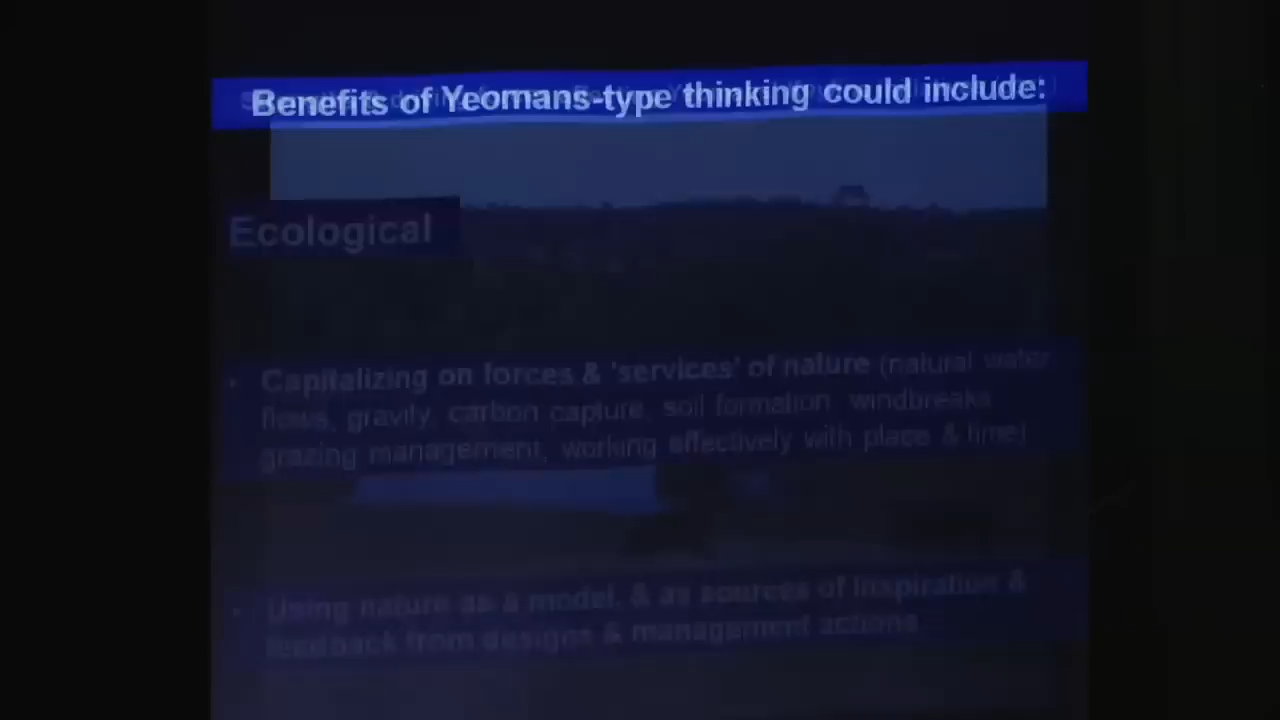 Benefits of Yeomans-type thinking could include:
Ecological
• Capitalizing on forces & 'services' of nature (natural water
flows, gravity, carbon capture, soil formation, windbreaks
grazing management, working effectively with place & time)
• Using nature as a model, & as sources of inspiration &
feedback from designs & management actions